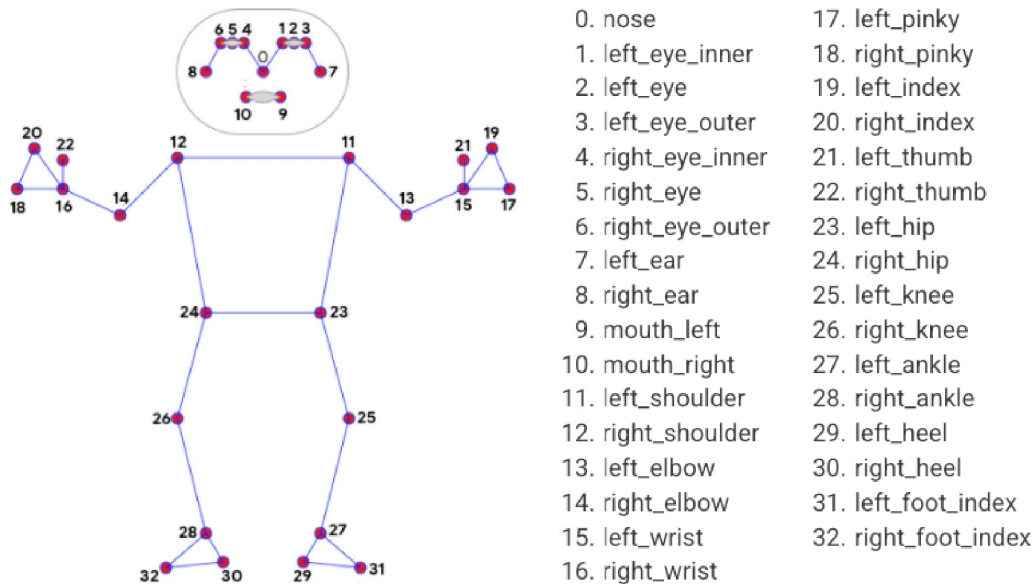 6 5 4 1 2 3
0
8 7
10 9
20 22 12 11 21 19
18 16 14 13 15 17
24 23
26 25
28 27
32 30 29 31
0. nose
1. left_eye_inner
2. left_eye
3. left_eye_outer
4. right_eye_inner
5. right_eye
6. right_eye_outer
7. left_ear
8. right_ear
9. mouth_left
10. mouth_right
11. left_shoulder
12. right_shoulder
13. left_elbow
14. right_elbow
15. left_wrist
16. right_wrist
17. left_pinky
18. right_pinky
19. left_index
20. right_index
21. left_thumb
22. right_thumb
23. left_hip
24. right_hip
25. left_knee
26. right_knee
27. left_ankle
28. right_ankle
29. left_heel
30. right_heel
31. left_foot_index
32. right_foot_index